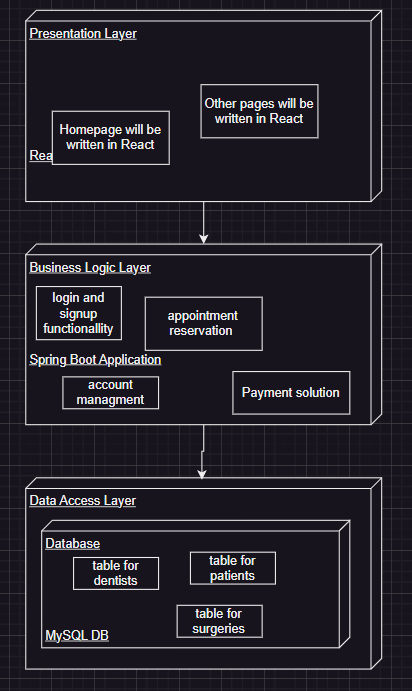 Presentation Layer
Other pages will be
written in React
Homepage will be
written in React
Rea
Business Logic Layer
login and
signup
functionallity
appointment
reservation
Spring Boot Application
account
managment
Payment solution
Data Access Layer
Database
table for
dentists
table for
patients
table for
surgeries
MySQL DB